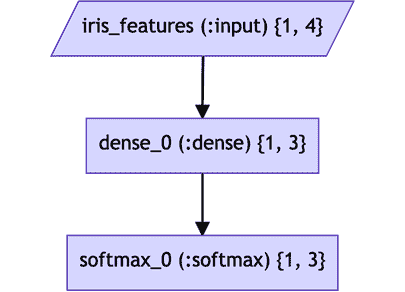 iris_features (:input) {1, 4}
dense_0 (:dense) {1, 3}
softmax_0 (:softmax) {1, 3}